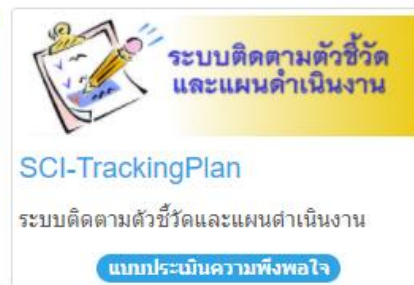 ระบบติดตามตัวชี้วัด
และแผนดำเนินงาน
SCI-TrackingPlan
ระบบติดตามตัวชี้วัดและแผนดำเนินงาน
แบบประเมินความพึงพอใจ